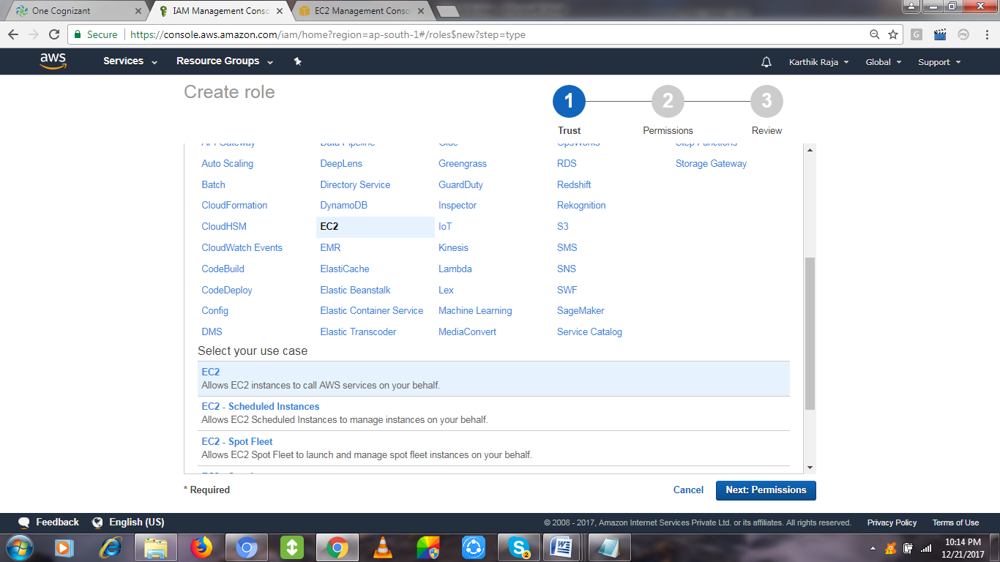 One Cognizant
IAM Management Conso
EC2 Management Conso
Secure https://console.aws.amazon.com/iam/home?region=ap-south-1#/roles$new?step=type
aws Services Resource Groups Karthik Raja Global Support
Create role
1 2 3
Trust Permissions Review
API Gateway Data Pipeline Glue OpsWorks Step Functions
Auto Scaling DeepLens Greengrass RDS Storage Gateway
Batch Directory Service GuardDuty Redshift
CloudFormation DynamoDB Inspector Rekognition
CloudHSM EC2 IoT S3
CloudWatch Events EMR Kinesis SMS
CodeBuild ElastiCache Lambda SNS
CodeDeploy Elastic Beanstalk Lex SWF
Config Elastic Container Service Machine Learning SageMaker
DMS Elastic Transcoder MediaConvert Service Catalog
Select your use case
EC2
Allows EC2 instances to call AWS services on your behalf.
EC2 - Scheduled Instances
Allows EC2 Scheduled Instances to manage instances on your behalf.
EC2 - Spot Fleet
Allows EC2 Spot Fleet to launch and manage spot fleet instances on your behalf.
* Required Cancel Next: Permissions
Feedback English (US) © 2008 - 2017, Amazon Internet Services Private Ltd. or its affiliates. All rights reserved. Privacy Policy Terms of Use
10:14 PM
12/21/2017